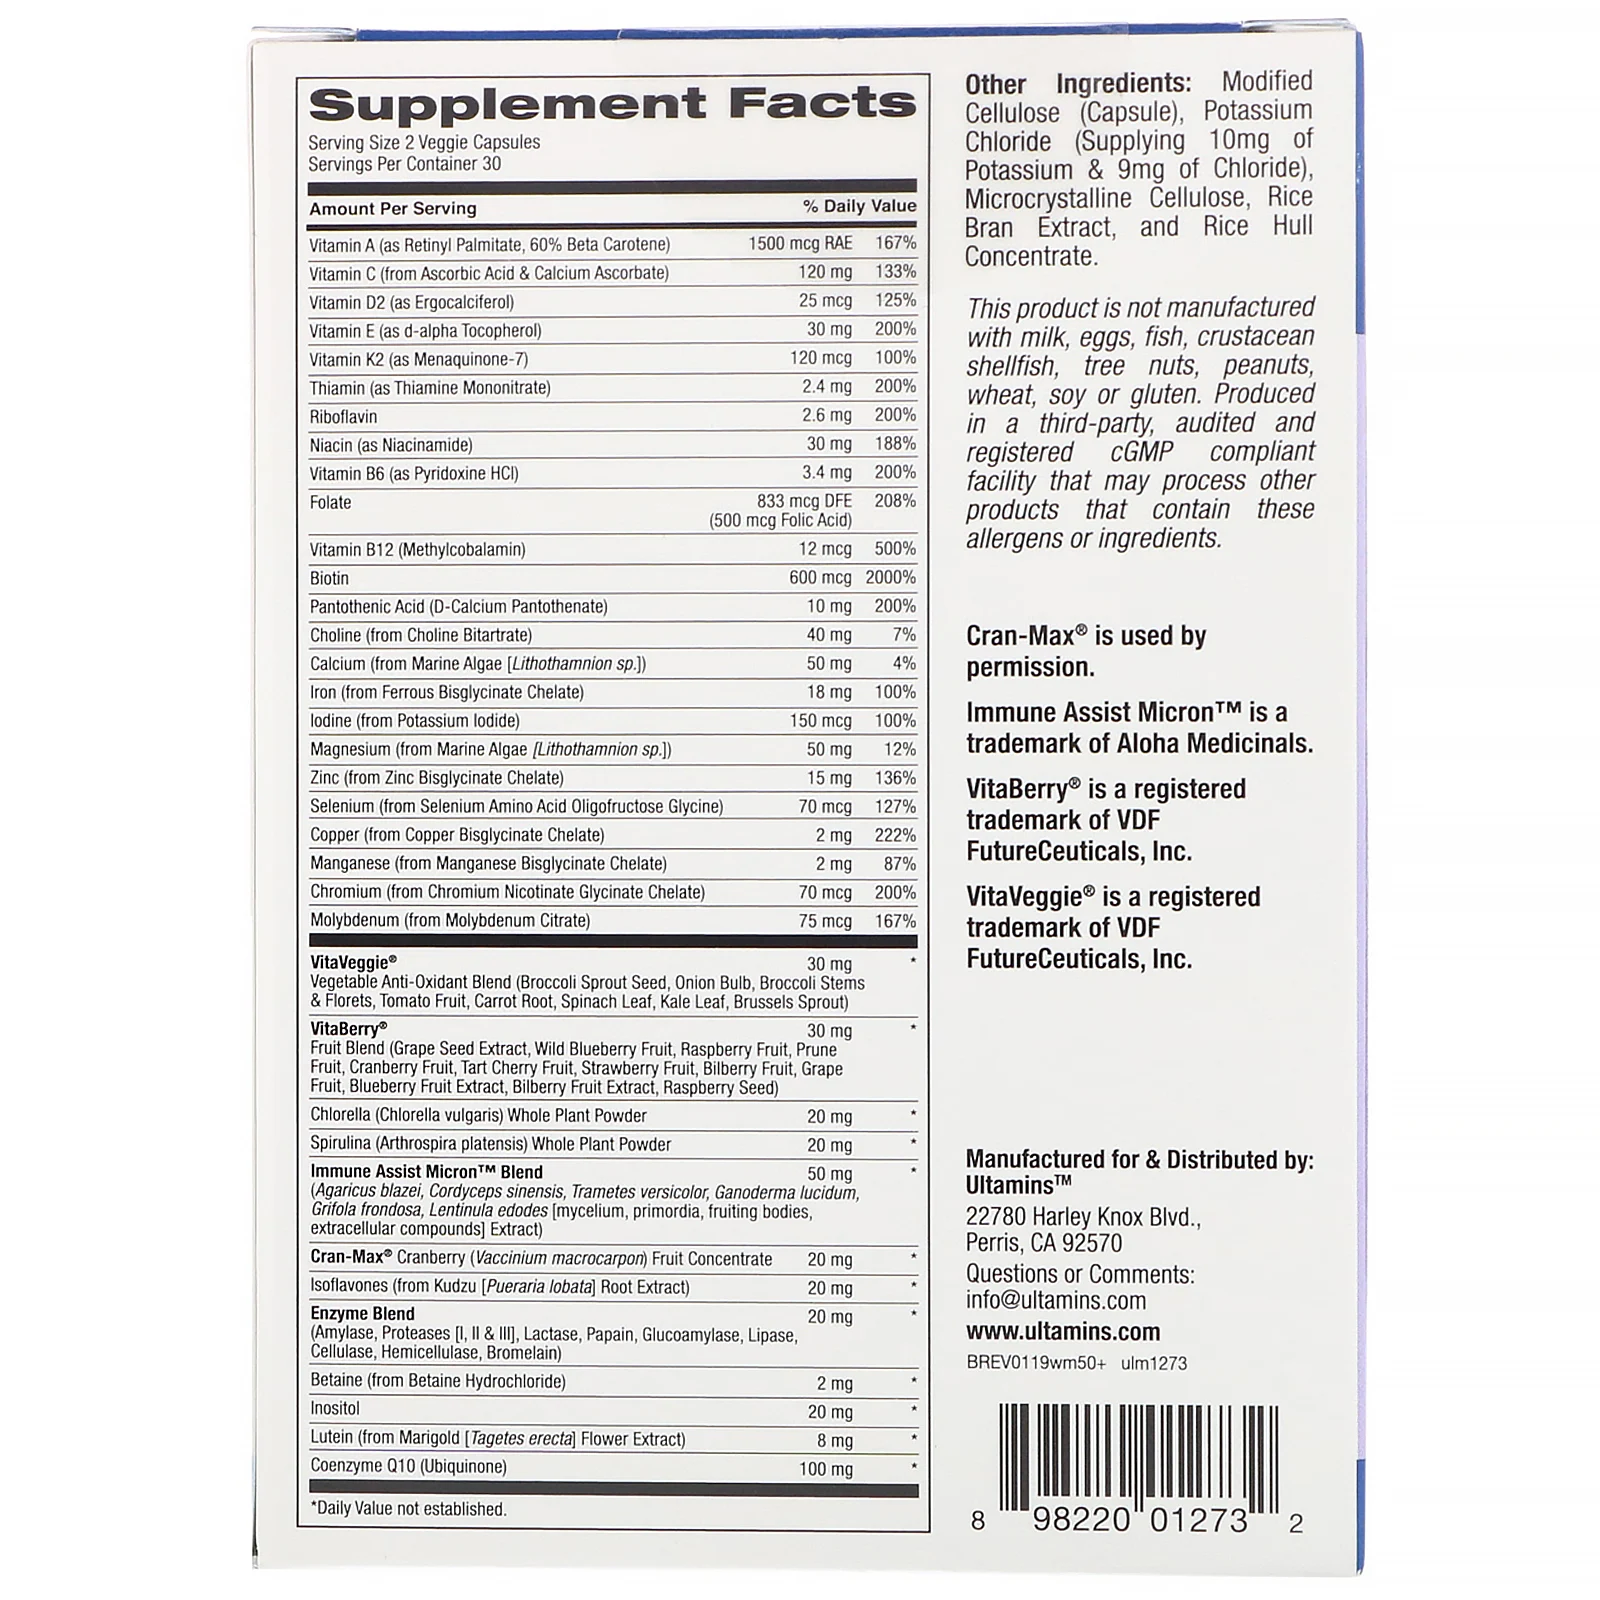 Supplement Facts
Serving Size 2 Veggie Capsules
Servings Per Container 30
Amount Per Serving % Daily Value
Vitamin A (as Retinyl Palmitate, 60% Beta Carotene) 1500 mcg RAE 167%
Vitamin C (from Ascorbic Acid & Calcium Ascorbate) 120 mg 133%
Vitamin D2 (as Ergocalciferol) 25 mcg 125%
Vitamin E (as d-alpha Tocopherol) 30 mg 200%
Vitamin K2 (as Menaquinone-7) 120 mcg 100%
Thiamin (as Thiamine Mononitrate) 2.4 mg 200%
Riboflavin 2.6 mg 200%
Niacin (as Niacinamide) 30 mg 188%
Vitamin B6 (as Pyridoxine HCl) 3.4 mg 200%
Folate 833 mcg DFE 208%
(500 mcg Folic Acid)
Vitamin B12 (Methylcobalamin) 12 mcg 500%
Biotin 600 mcg 2000%
Pantothenic Acid (D-Calcium Pantothenate) 10 mg 200%
Choline (from Choline Bitartrate) 40 mg 7%
Calcium (from Marine Algae [Lithothamnion sp.]) 50 mg 4%
Iron (from Ferrous Bisglycinate Chelate) 18 mg 100%
Iodine (from Potassium Iodide) 150 mcg 100%
Magnesium (from Marine Algae [Lithothamnion sp.]) 50 mg 12%
Zinc (from Zinc Bisglycinate Chelate) 15 mg 136%
Selenium (from Selenium Amino Acid Oligofructose Glycine) 70 mcg 127%
Copper (from Copper Bisglycinate Chelate) 2 mg 222%
Manganese (from Manganese Bisglycinate Chelate) 2 mg 87%
Chromium (from Chromium Nicotinate Glycinate Chelate) 70 mcg 200%
Molybdenum (from Molybdenum Citrate) 75 mcg 167%
VitaVeggie® 30 mg *
Vegetable Anti-Oxidant Blend (Broccoli Sprout Seed, Onion Bulb, Broccoli Stems
& Florets, Tomato Fruit, Carrot Root, Spinach Leaf, Kale Leaf, Brussels Sprout)
VitaBerry® 30 mg *
Fruit Blend (Grape Seed Extract, Wild Blueberry Fruit, Raspberry Fruit, Prune
Fruit, Cranberry Fruit, Tart Cherry Fruit, Strawberry Fruit, Bilberry Fruit, Grape
Fruit, Blueberry Fruit Extract, Bilberry Fruit Extract, Raspberry Seed)
Chlorella (Chlorella vulgaris) Whole Plant Powder 20 mg *
Spirulina (Arthrospira platensis) Whole Plant Powder 20 mg *
Immune Assist Micron™ Blend 50 mg *
(Agaricus blazei, Cordyceps sinensis, Trametes versicolor, Ganoderma lucidum,
Grifola frondosa, Lentinula edodes [mycelium, primordia, fruiting bodies,
extracellular compounds] Extract)
Cran-Max® Cranberry (Vaccinium macrocarpon) Fruit Concentrate 20 mg *
Isoflavones (from Kudzu [Pueraria lobata] Root Extract) 20 mg *
Enzyme Blend 20 mg *
(Amylase, Proteases [I, II & III], Lactase, Papain, Glucoamylase, Lipase,
Cellulase, Hemicellulase, Bromelain)
Betaine (from Betaine Hydrochloride) 2 mg *
Inositol 20 mg *
Lutein (from Marigold [Tagetes erecta] Flower Extract) 8 mg *
Coenzyme Q10 (Ubiquinone) 100 mg *
*Daily Value not established.
Other Ingredients: Modified
Cellulose (Capsule), Potassium
Chloride (Supplying 10mg of
Potassium & 9mg of Chloride),
Microcrystalline Cellulose, Rice
Bran Extract, and Rice Hull
Concentrate.
This product is not manufactured
with milk, eggs, fish, crustacean
shellfish, tree nuts, peanuts,
wheat, soy or gluten. Produced
in a third-party, audited and
registered cGMP compliant
facility that may process other
products that contain these
allergens or ingredients.
Cran-Max® is used by
permission.
Immune Assist Micron™ is a
trademark of Aloha Medicinals.
VitaBerry® is a registered
trademark of VDF
FutureCeuticals, Inc.
VitaVeggie® is a registered
trademark of VDF
FutureCeuticals, Inc.
Manufactured for & Distributed by:
Ultamins™
22780 Harley Knox Blvd.,
Perris, CA 92570
Questions or Comments:
info@ultamins.com
www.ultamins.com
BREV0119wm50+ ulm1273
8 98220 01273 2